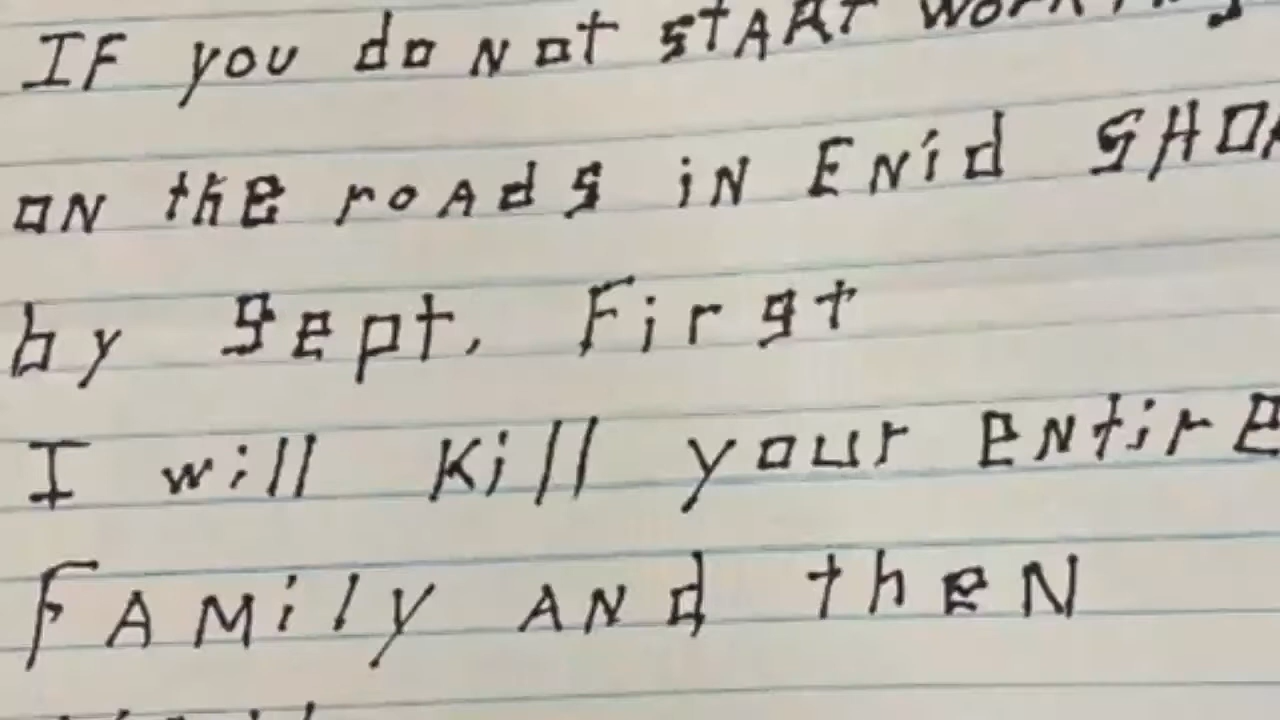 IF you do Not START WORKING
ON the roADS iN ENid
by Sept. First
I will Kill your ENtirE
FAMily AND theN